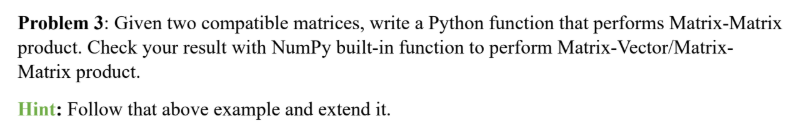 Problem 3: Given two compatible matrices, write a Python function that performs Matrix-Matrix
product. Check your result with NumPy built-in function to perform Matrix-Vector/Matrix-
Matrix product.
Hint: Follow that above example and extend it.